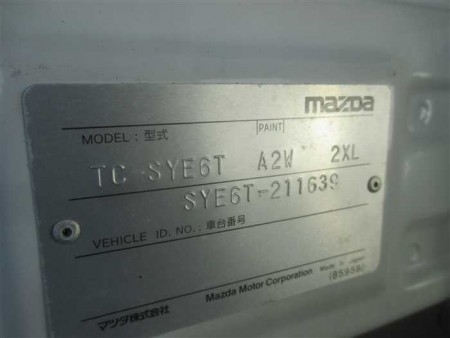 mazda
MODEL: 型式 PAINT
TC-SYE6T A2W 2XL
SYE6T-211639
VEHICLE ID. NO.: 車台番号
マツダ株式会社 Mazda Motor Corporation Made in Japan
(8595B)